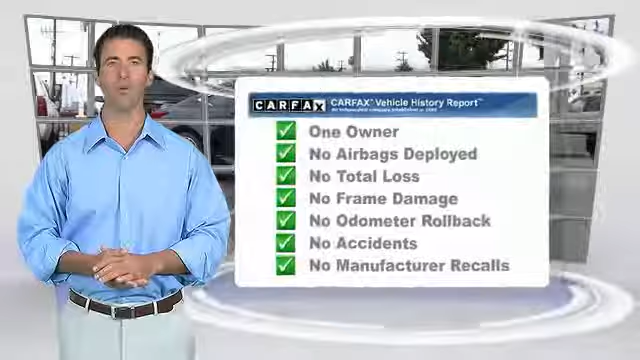 CARFAX CARFAX Vehicle History Report™
One Owner
No Airbags Deployed
No Total Loss
No Frame Damage
No Odometer Rollback
No Accidents
No Manufacturer Recalls